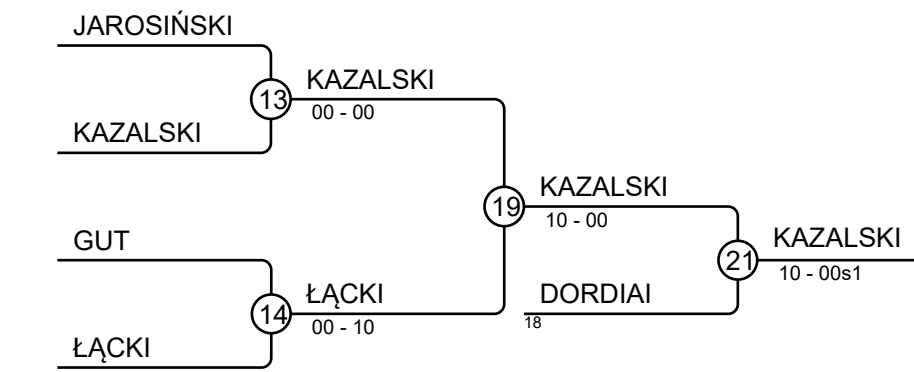 JAROSIŃSKI
13
KAZALSKI
00 - 00
KAZALSKI
19
KAZALSKI
10 - 00
GUT
14
ŁĄCKI
00 - 10
ŁĄCKI
DORDIAI
18
21
KAZALSKI
10 - 00s1